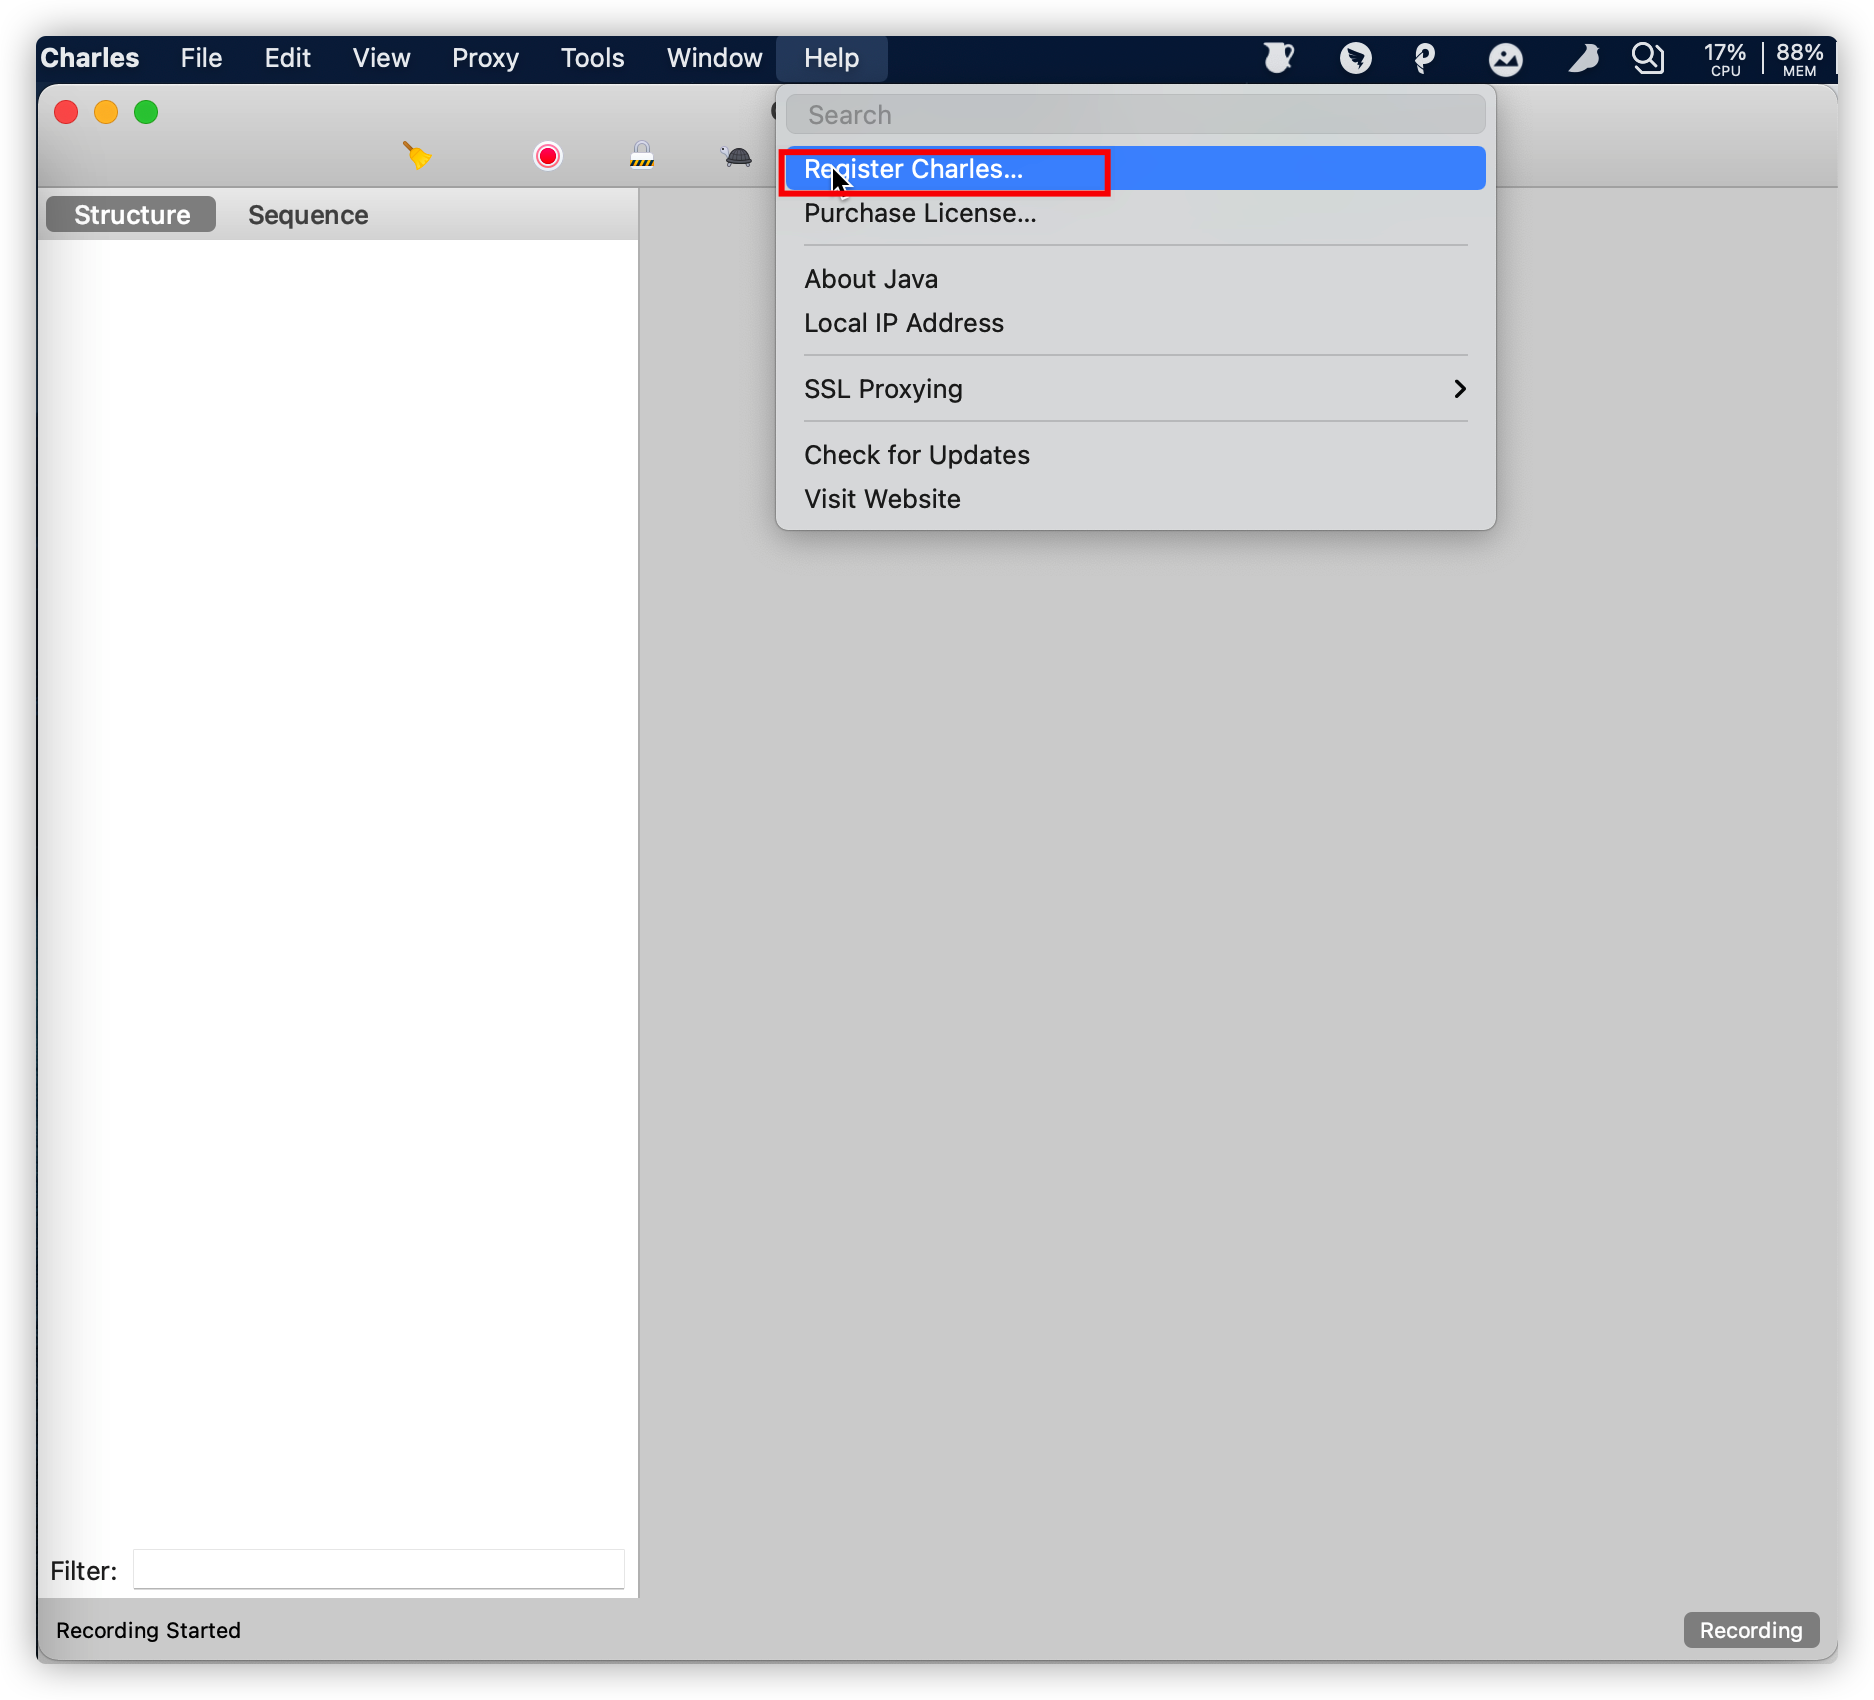 Charles File Edit View Proxy Tools Window Help 17% CPU 88% MEM
Search
Register Charles...
Purchase License...
About Java
Local IP Address
SSL Proxying
Check for Updates
Visit Website
Structure Sequence
Filter:
Recording Started Recording